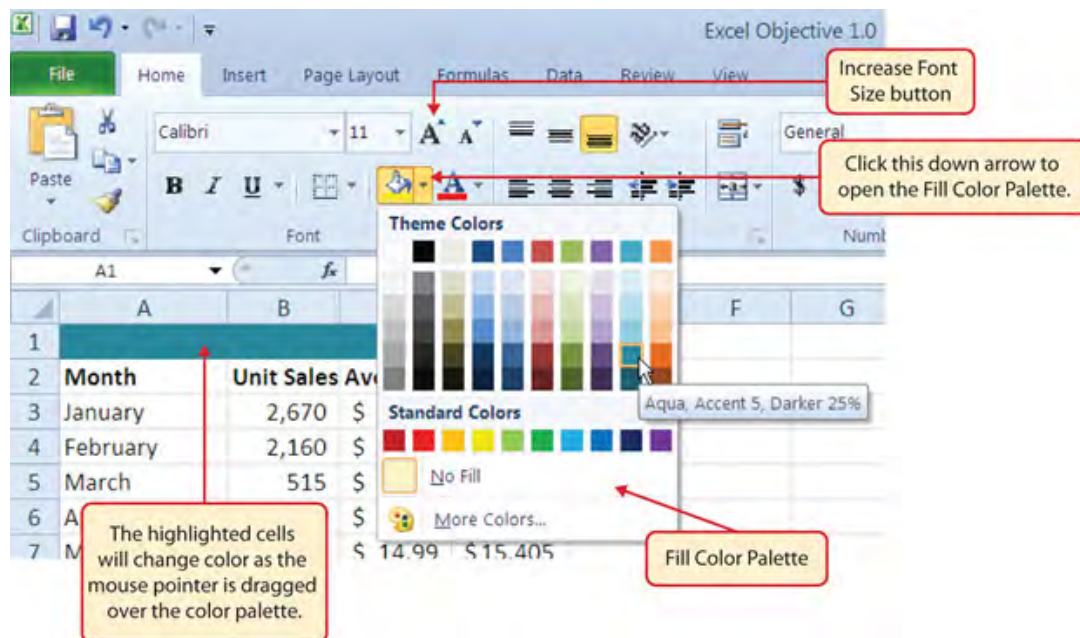 Excel Objective 1.0
File Home Insert Page Layout Formulas Data Review View
Increase Font
Size button
Calibri 11 A A General
Paste
B I U A $
Click this down arrow to
open the Fill Color Palette.
Clipboard Font Numb
Theme Colors
A1 fx
A B F G
1
2 Month Unit Sales Av
Aqua, Accent 5, Darker 25%
3 January 2,670 $
Standard Colors
4 February 2,160 $
5 March 515 $
No Fill
6 A $
More Colors...
7 M $ 14.99 $15,405
The highlighted cells
will change color as the
mouse pointer is dragged
over the color palette.
Fill Color Palette